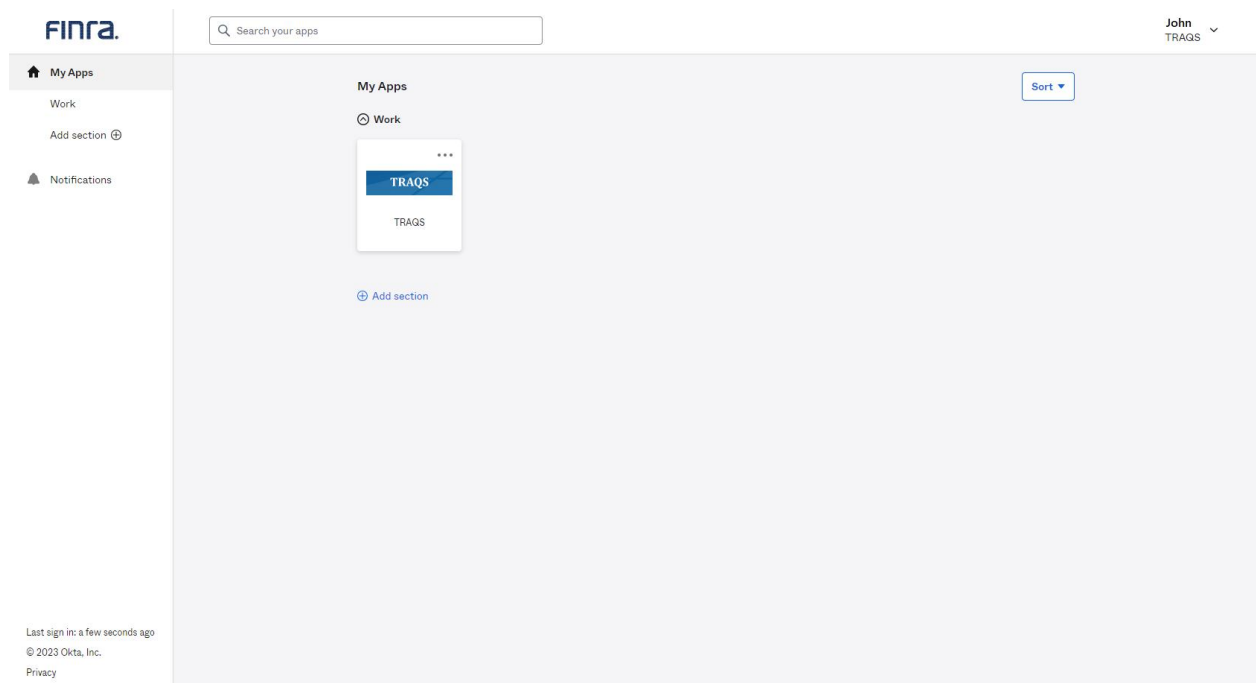 FINra.
Search your apps
John
TRAQS
My Apps
Work
Add section
Notifications
My Apps
Sort
Work
TRAQS
TRAQS
Add section
Last sign in: a few seconds ago
© 2023 Okta, Inc.
Privacy